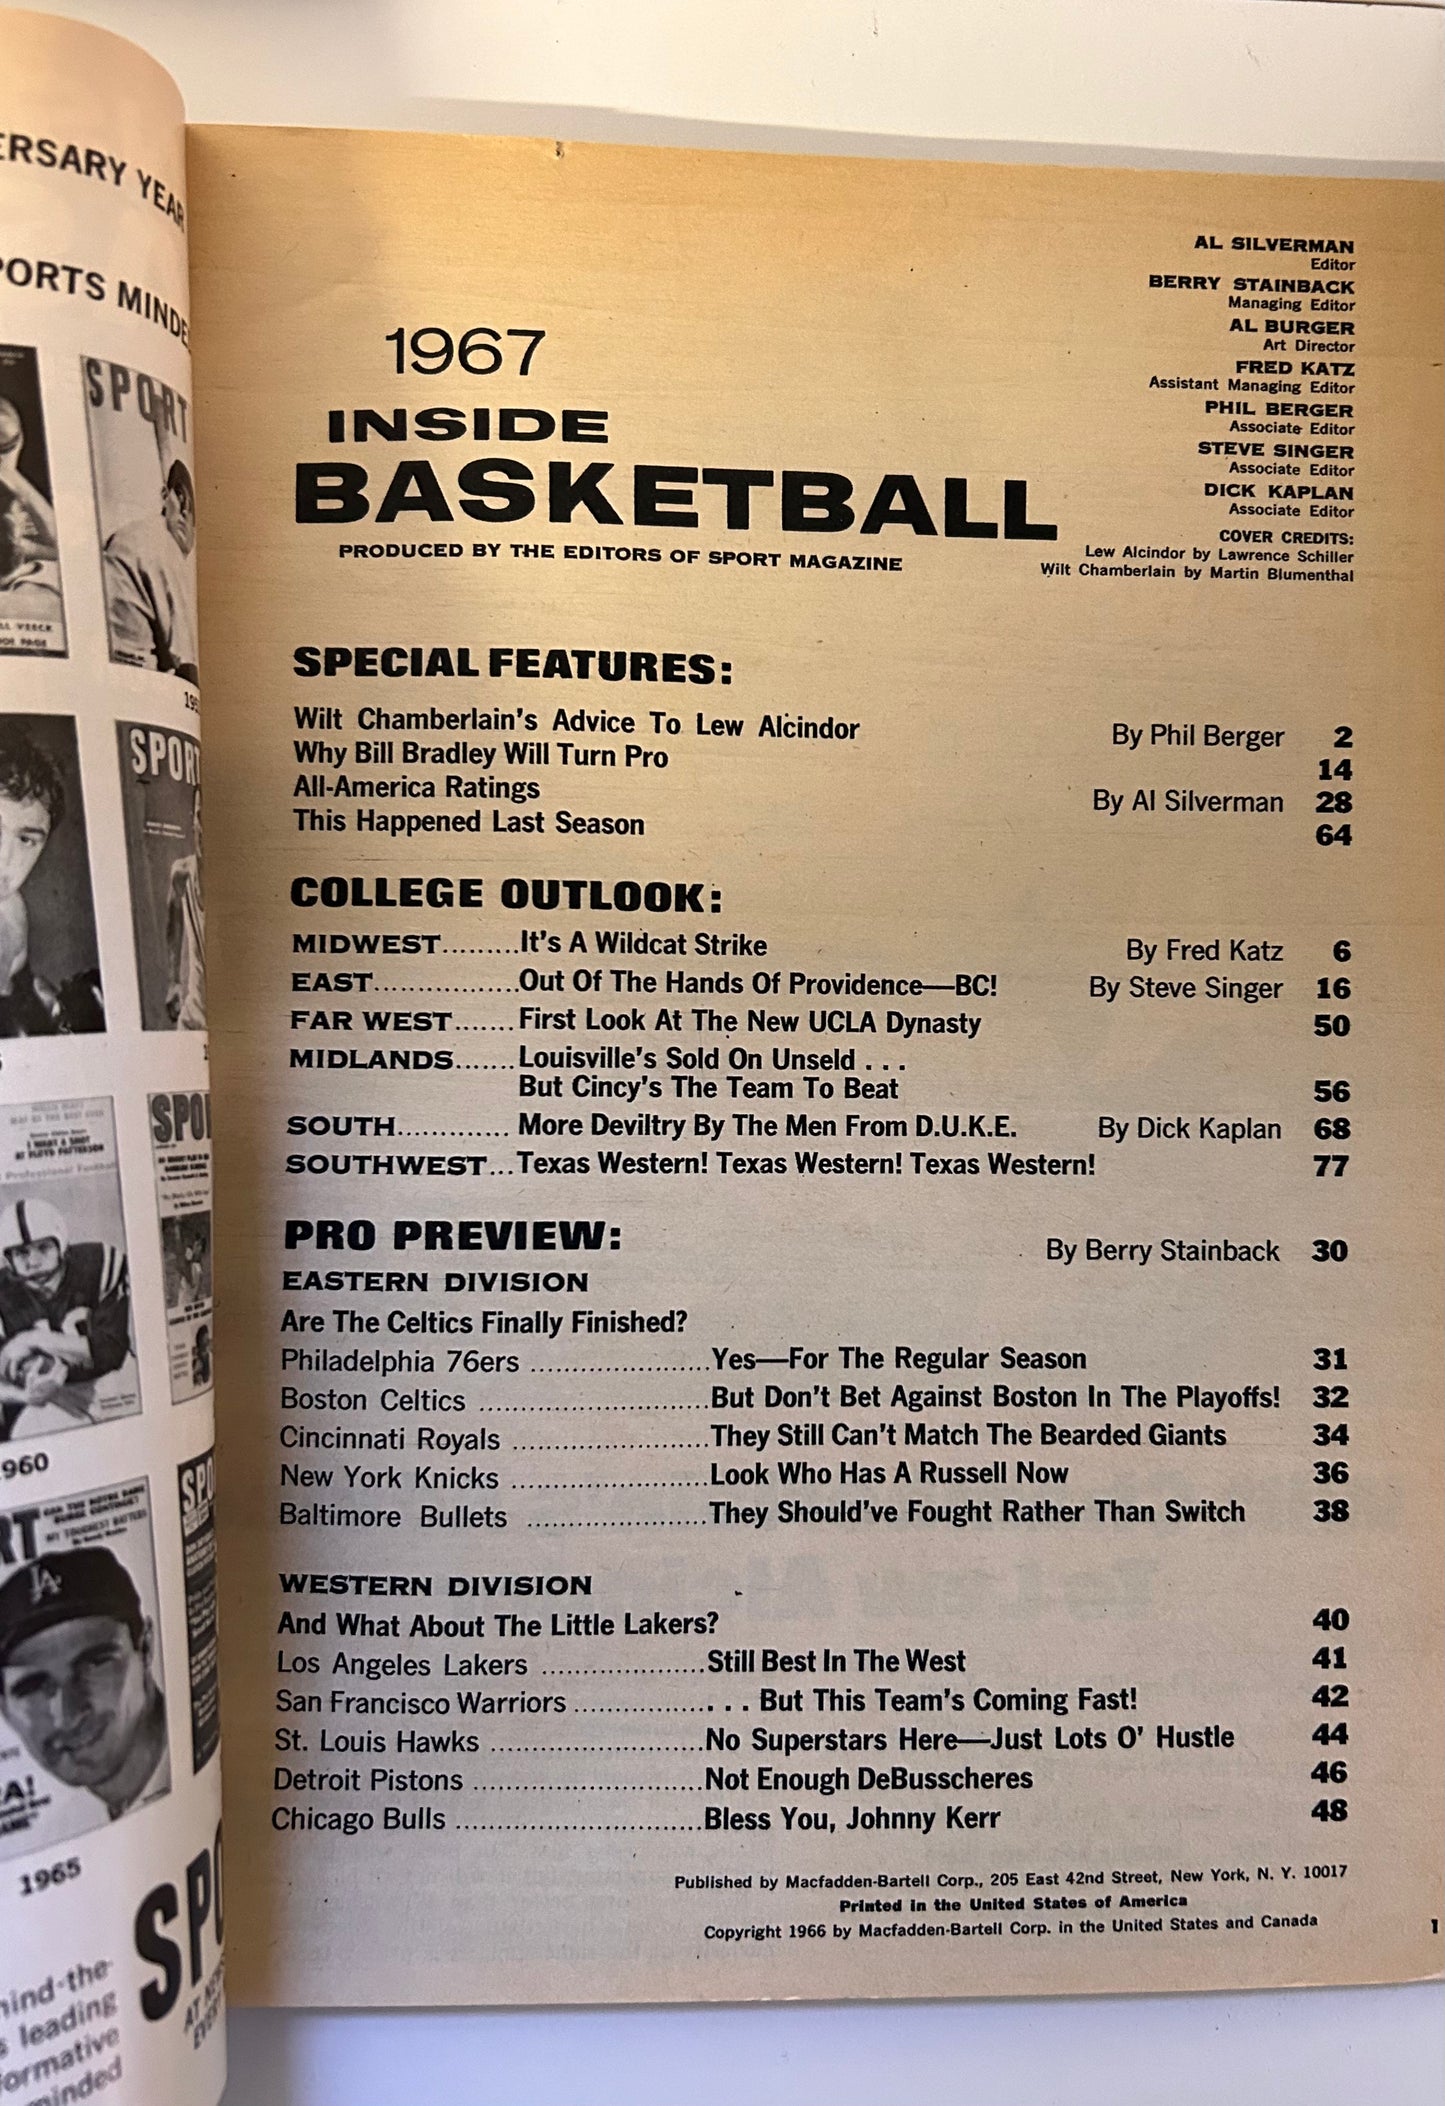 YEAR
SPORT
SPORT
1960
1965
leading
1967
INSIDE
BASKETBALL
PRODUCED BY THE EDITORS OF SPORT MAGAZINE
AL SILVERMAN
Editor
BERRY STAINBACK
Managing Editor
AL BURGER
Art Director
FRED KATZ
Assistant Managing Editor
PHIL BERGER
Associate Editor
STEVE SINGER
Associate Editor
DICK KAPLAN
Associate Editor
COVER CREDITS:
Lew Alcindor by Lawrence Schiller
Wilt Chamberlain by Martin Blumenthal
SPECIAL FEATURES:
Wilt Chamberlain's Advice To Lew Alcindor By Phil Berger 2
Why Bill Bradley Will Turn Pro 14
All-America Ratings By Al Silverman 28
This Happened Last Season 64
COLLEGE OUTLOOK:
MIDWEST.........It's A Wildcat Strike By Fred Katz 6
EAST................Out Of The Hands Of Providence—BC! By Steve Singer 16
FAR WEST.......First Look At The New UCLA Dynasty 50
MIDLANDS.......Louisville's Sold On Unseld . . .
But Cincy's The Team To Beat 56
SOUTH.............More Deviltry By The Men From D.U.K.E. By Dick Kaplan 68
SOUTHWEST...Texas Western! Texas Western! Texas Western! 77
PRO PREVIEW: By Berry Stainback 30
EASTERN DIVISION
Are The Celtics Finally Finished?
Philadelphia 76ers ......................Yes—For The Regular Season 31
Boston Celtics ............................But Don't Bet Against Boston In The Playoffs! 32
Cincinnati Royals ........................They Still Can't Match The Bearded Giants 34
New York Knicks ........................Look Who Has A Russell Now 36
Baltimore Bullets ......................They Should've Fought Rather Than Switch 38
WESTERN DIVISION
And What About The Little Lakers? 40
Los Angeles Lakers ....................Still Best In The West 41
San Francisco Warriors ................. . . But This Team's Coming Fast! 42
St. Louis Hawks ..........................No Superstars Here—Just Lots O' Hustle 44
Detroit Pistons ............................Not Enough DeBusscheres 46
Chicago Bulls ..............................Bless You, Johnny Kerr 48
Published by Macfadden-Bartell Corp., 205 East 42nd Street, New York, N. Y. 10017
Printed in the United States of America
Copyright 1966 by Macfadden-Bartell Corp. in the United States and Canada
1